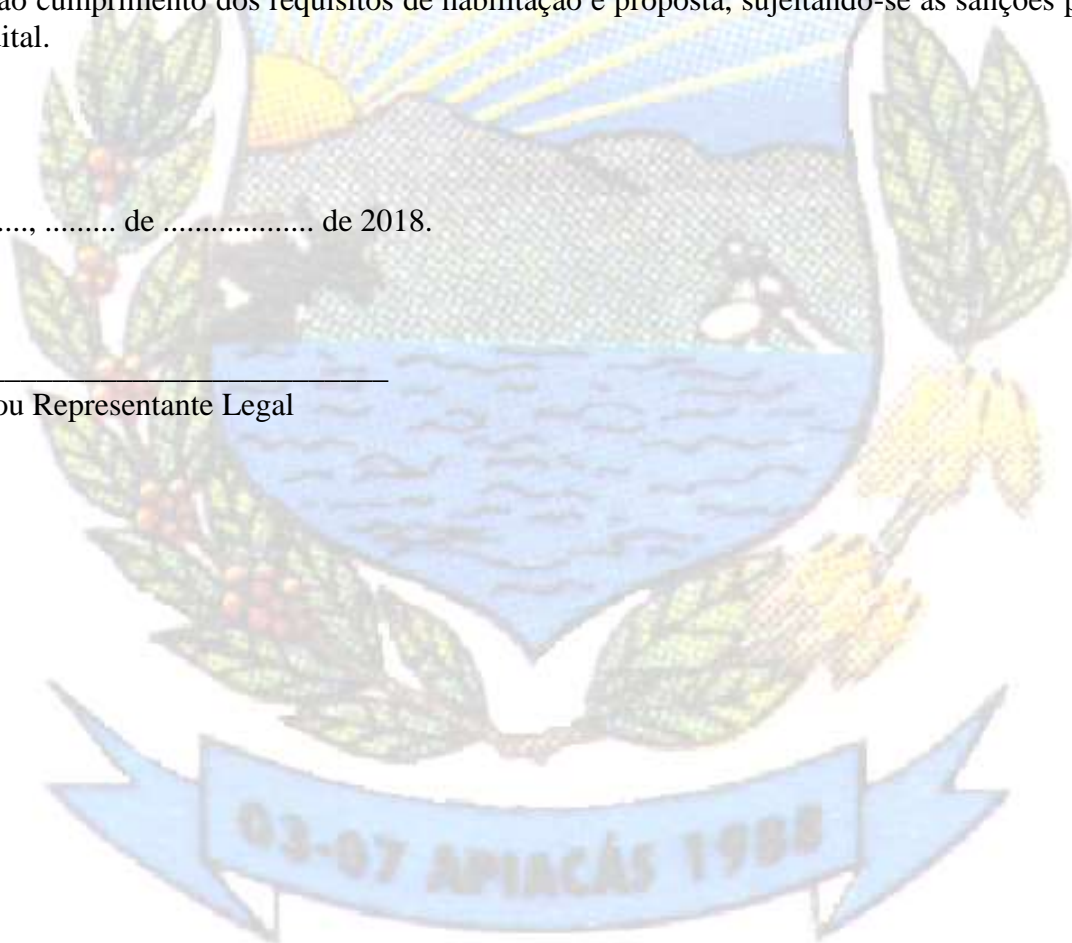 ao cumprimento dos requisitos de habilitação e proposta, sujeitando-se às sanções p
ital.
...., ......... de ................... de 2018.
_________________________
ou Representante Legal
03-07 APIACÁS 1988